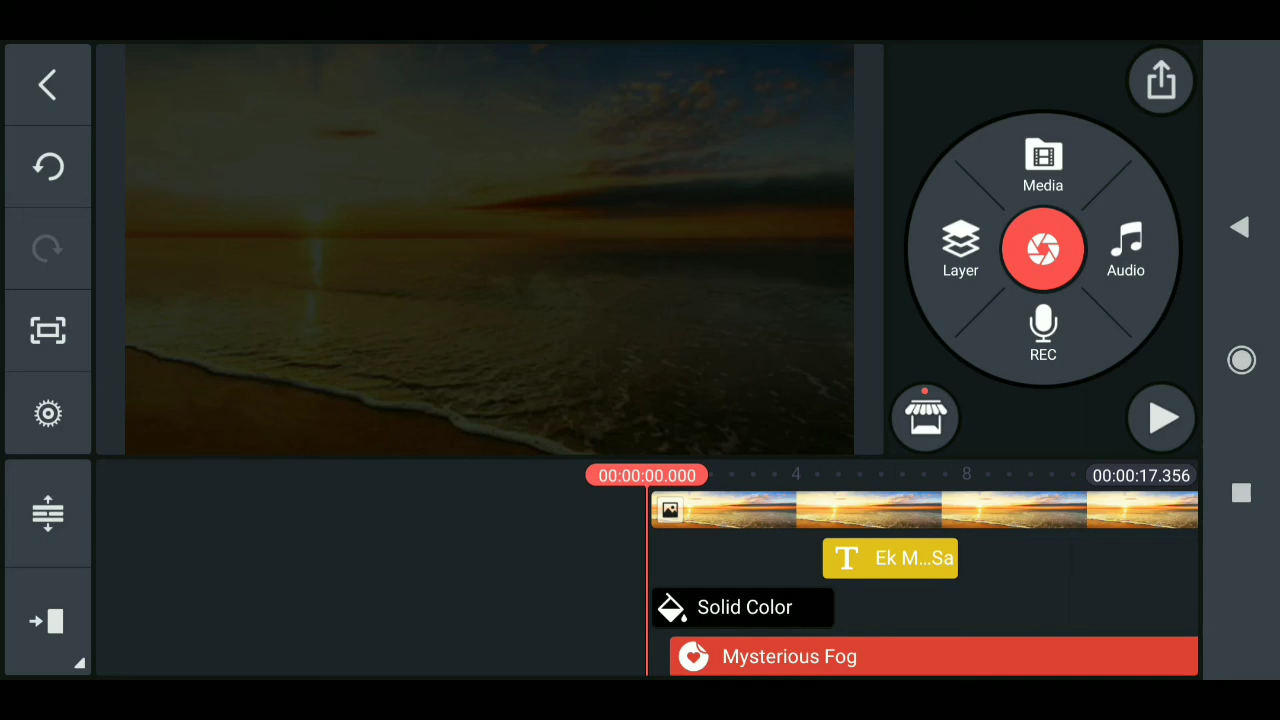 Media
Layer
Audio
REC
00:00:00.000
4
8
00:00:17.356
T Ek M...Sa
Solid Color
Mysterious Fog